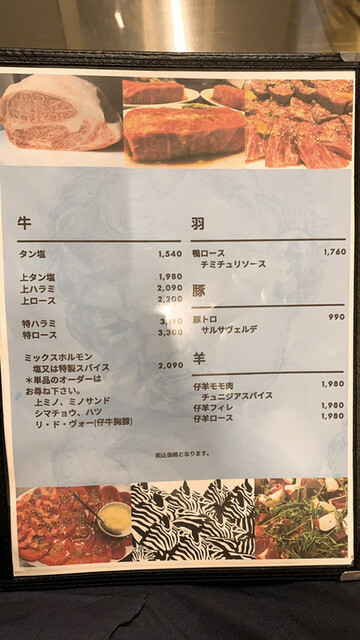 牛
タン塩 1,540
上タン塩 1,980
上ハラミ 2,090
上ロース 2,200
特ハラミ
特ロース 3,300
ミックスホルモン
塩又は特製スパイス 2,090
＊単品のオーダーは
お尋ね下さい。
上ミノ、ミノサンド
シマチョウ、ハツ
リ・ド・ヴォー(仔牛胸腺)
羽
鴨ロース 1,760
チミチュリソース
豚
豚トロ 990
サルサヴェルデ
羊
仔羊モモ肉 1,980
チュニジアスパイス
仔羊フィレ 1,980
仔羊ロース 1,980
税込価格となります。